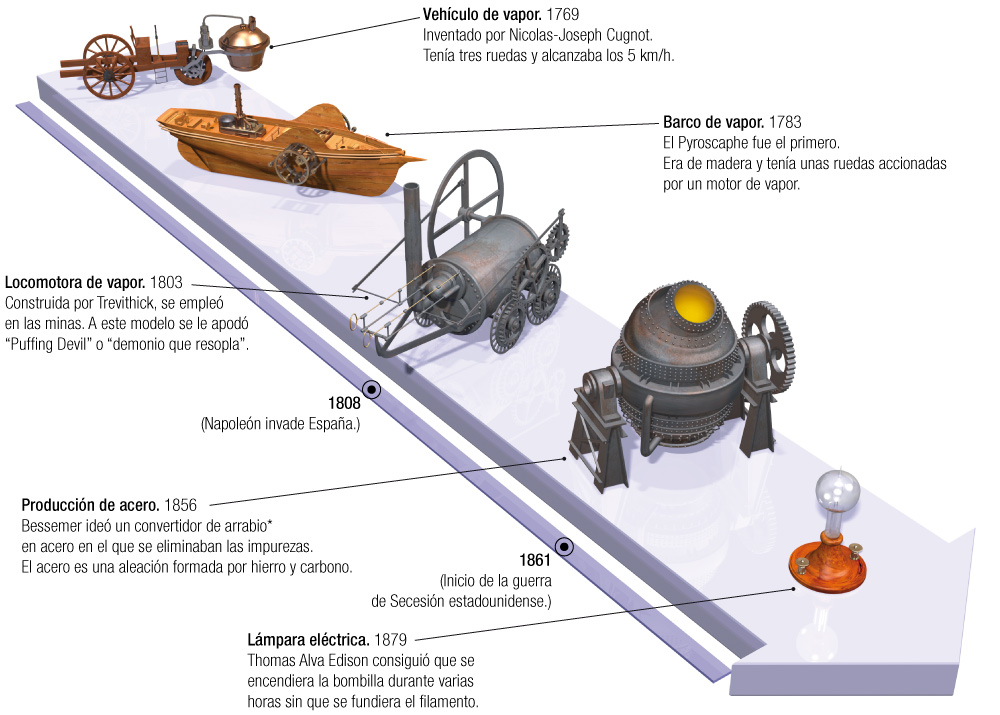 Vehículo de vapor. 1769
Inventado por Nicolas-Joseph Cugnot.
Tenía tres ruedas y alcanzaba los 5 km/h.
Barco de vapor. 1783
El Pyroscaphe fue el primero.
Era de madera y tenía unas ruedas accionadas
por un motor de vapor.
Locomotora de vapor. 1803
Construida por Trevithick, se empleó
en las minas. A este modelo se le apodó
“Puffing Devil” o “demonio que resopla”.
1808
(Napoleón invade España.)
Producción de acero. 1856
Bessemer ideó un convertidor de arrabio*
en acero en el que se eliminaban las impurezas.
El acero es una aleación formada por hierro y carbono.
1861
(Inicio de la guerra
de Secesión estadounidense.)
Lámpara eléctrica. 1879
Thomas Alva Edison consiguió que se
encendiera la bombilla durante varias
horas sin que se fundiera el filamento.